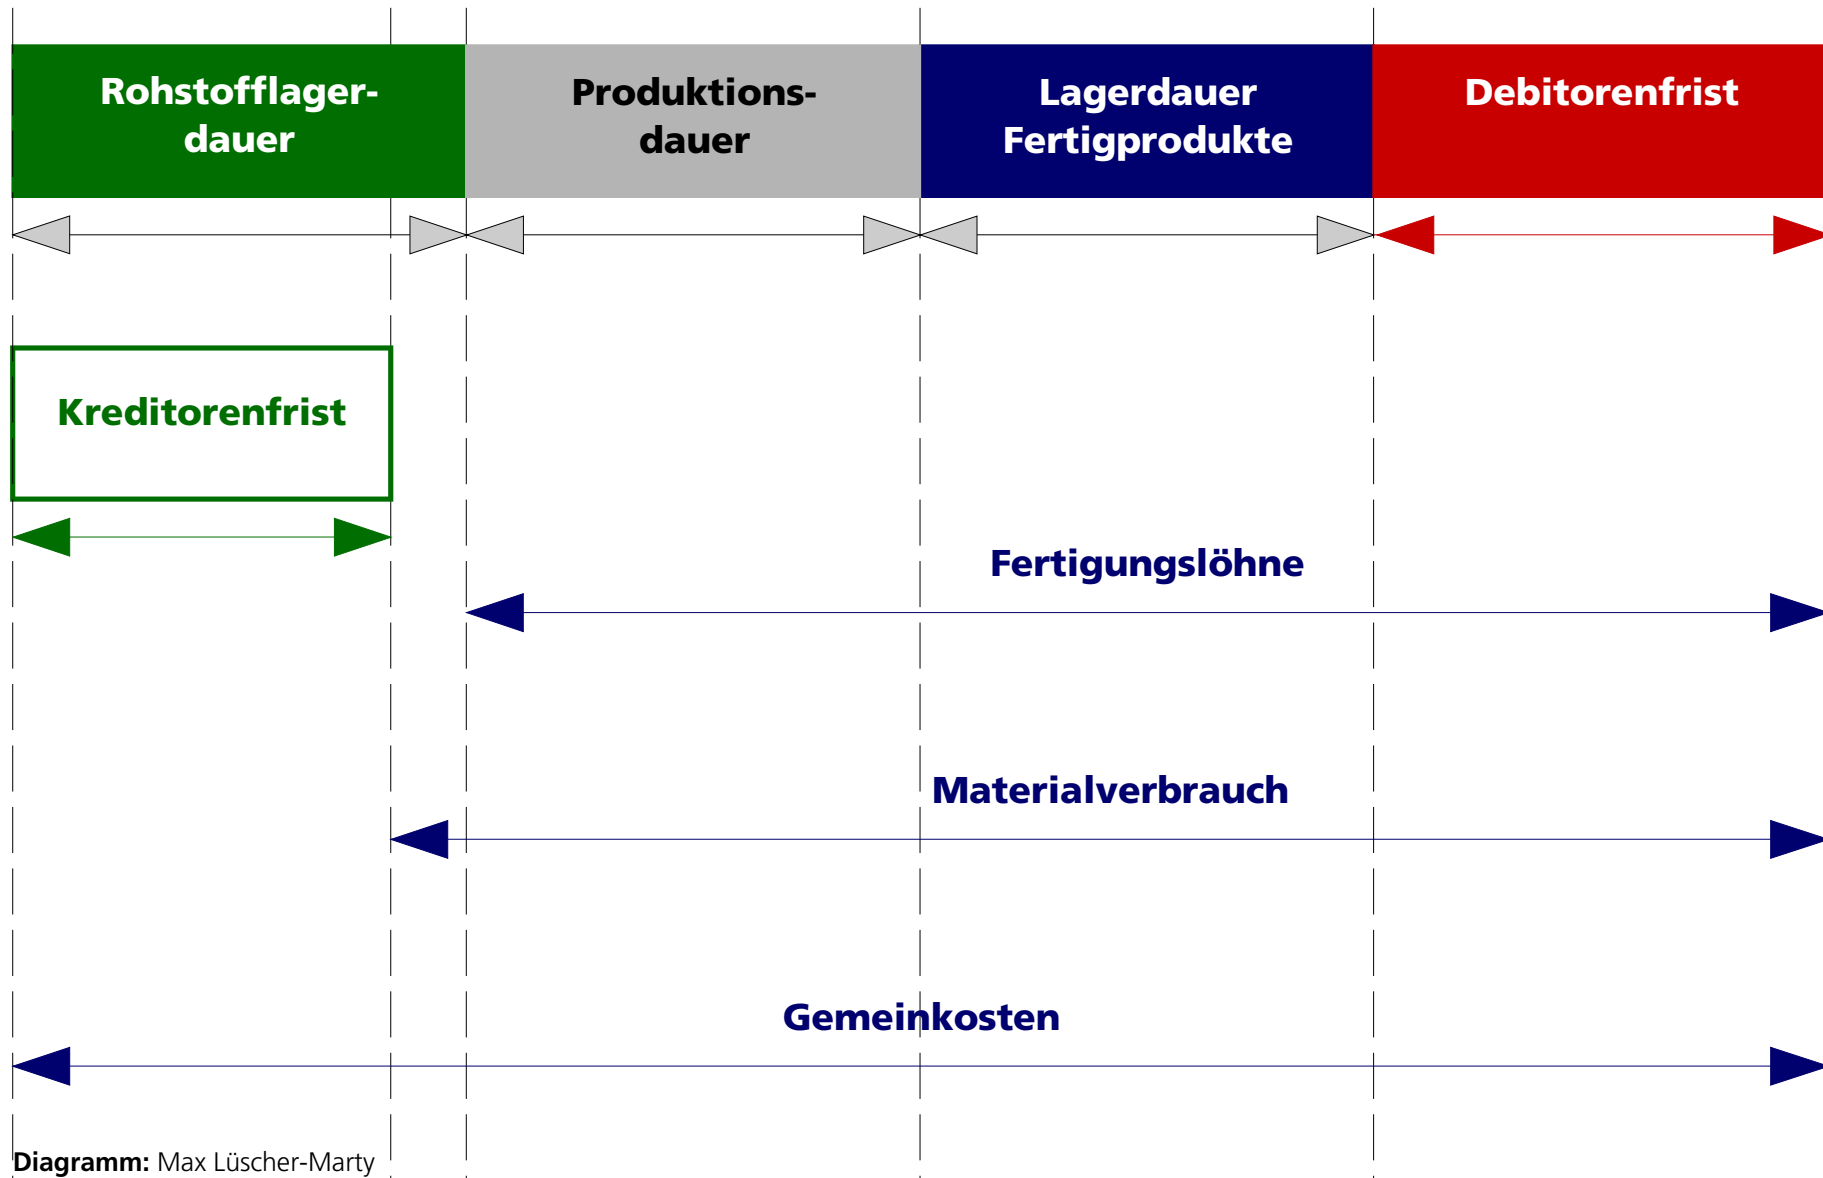 Rohstofflager-
dauer
Produktions-
dauer
Lagerdauer
Fertigprodukte
Debitorenfrist
Kreditorenfrist
Fertigungslöhne
Materialverbrauch
Gemeinkosten
Diagramm: Max Lüscher-Marty